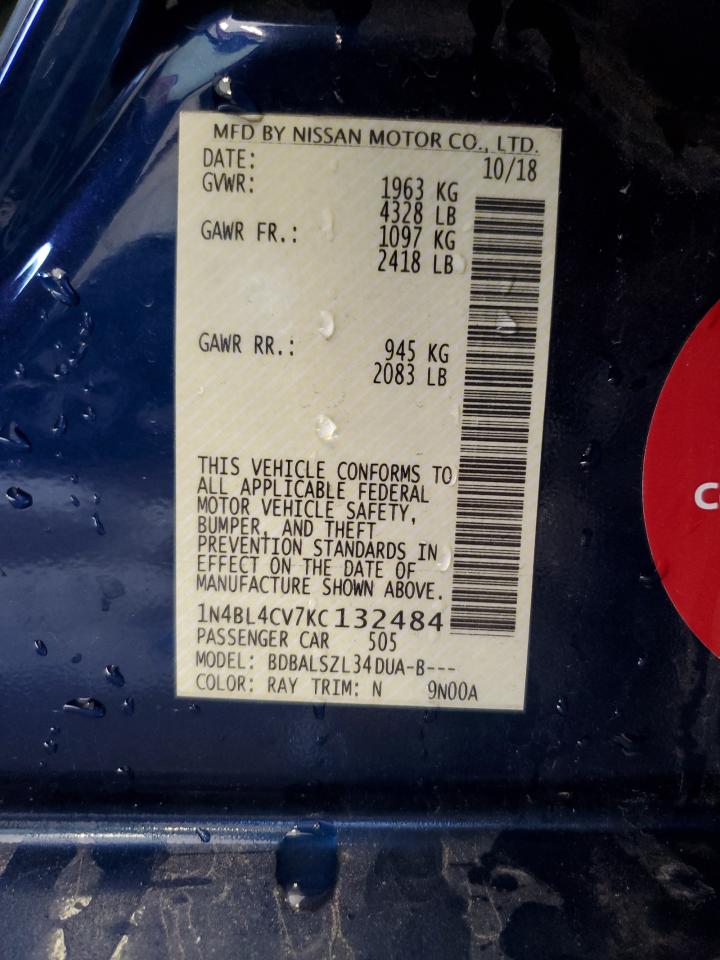 MFD BY NISSAN MOTOR CO., LTD.
DATE: 10/18
GVWR: 1963 KG
4328 LB
GAWR FR.: 1097 KG
2418 LB
GAWR RR.: 945 KG
2083 LB
THIS VEHICLE CONFORMS TO
ALL APPLICABLE FEDERAL
MOTOR VEHICLE SAFETY,
BUMPER, AND THEFT
PREVENTION STANDARDS IN
EFFECT ON THE DATE OF
MANUFACTURE SHOWN ABOVE.
1N4BL4CV7KC132484
PASSENGER CAR 505
MODEL: BDBALSZL34DUA-B---
COLOR: RAY TRIM: N 9N00A
C